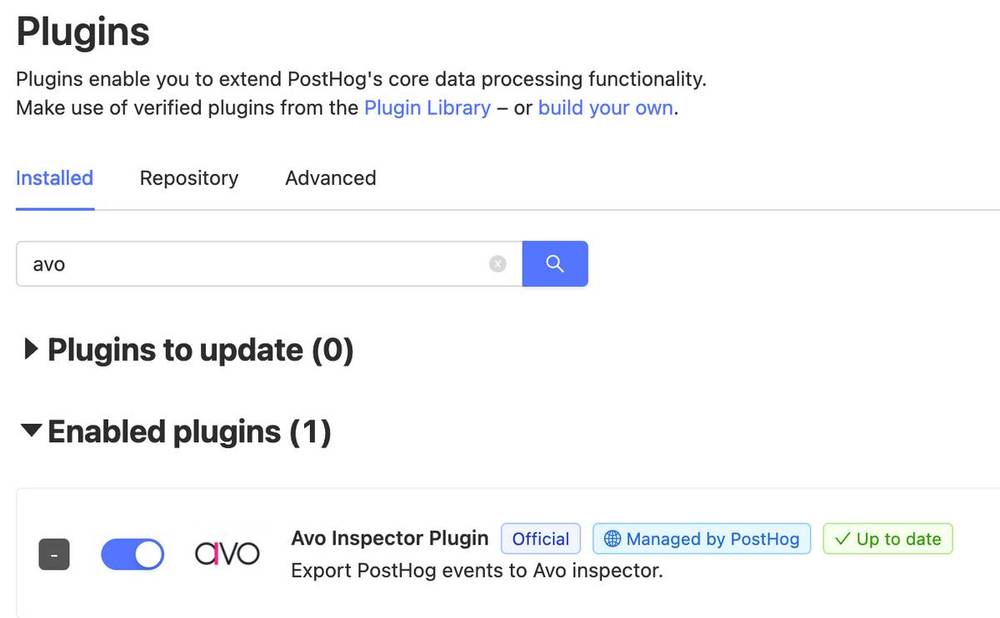 Plugins
Plugins enable you to extend PostHog's core data processing functionality.
Make use of verified plugins from the Plugin Library – or build your own.
Installed Repository Advanced
avo
Plugins to update (0)
Enabled plugins (1)
- avo Avo Inspector Plugin Official Managed by PostHog Up to date
Export PostHog events to Avo inspector.